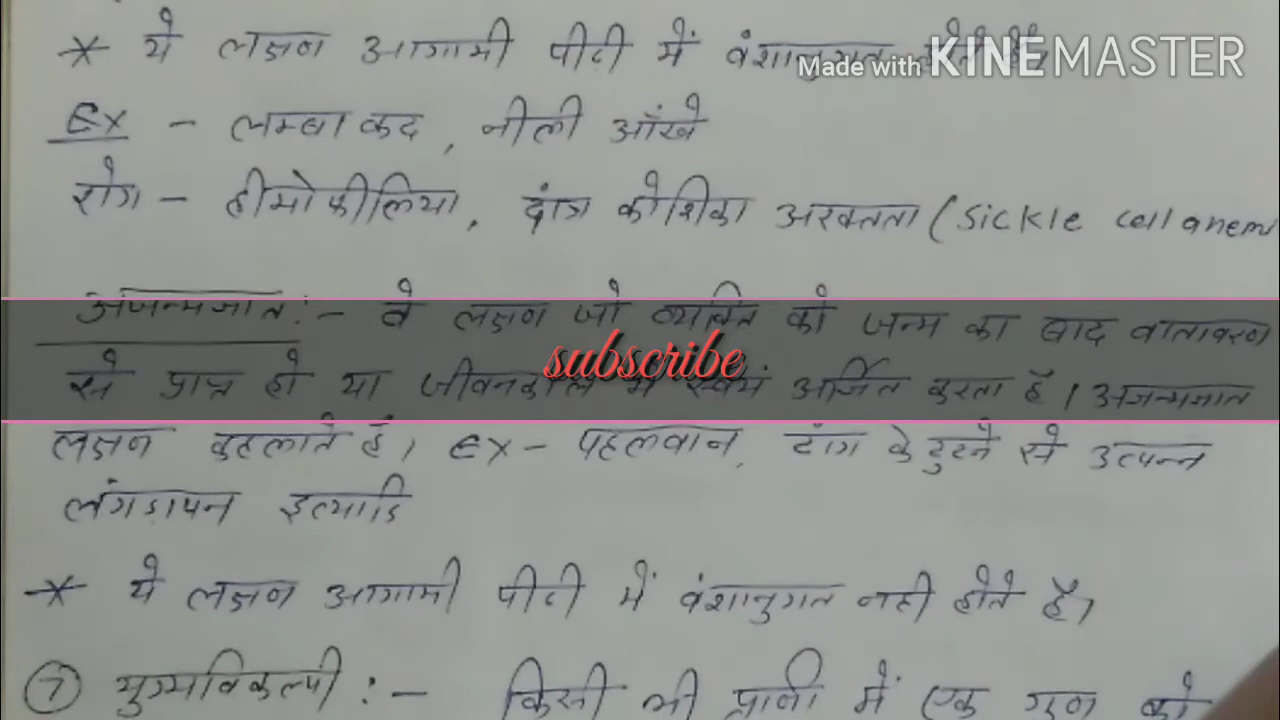 * ये लक्षण आगामी पीढी में वंशानुगत होते है।
Made with KINEMASTER
Ex - लम्बा कद, नीली आँखे
रोग - हीमोफीलिया, दात्र कोशिका अरक्तता (Sickle cell anem
अजन्मजात :- वे लक्षण जो व्यक्ति को जन्म का बाद वातावरण
subscribe
से प्राप्त हो या जीवनकाल में स्वयं अर्जित करता है। अजन्मजात
लक्षण कहलाते है। Ex - पहलवान, टांग के टुटने से उत्पन्न
लंगडापन इत्यादि
* ये लक्षण आगामी पीढी में वंशानुगत नही होते है।
7 युग्मविकल्पी :- किसी भी प्राणी में एक गुण को